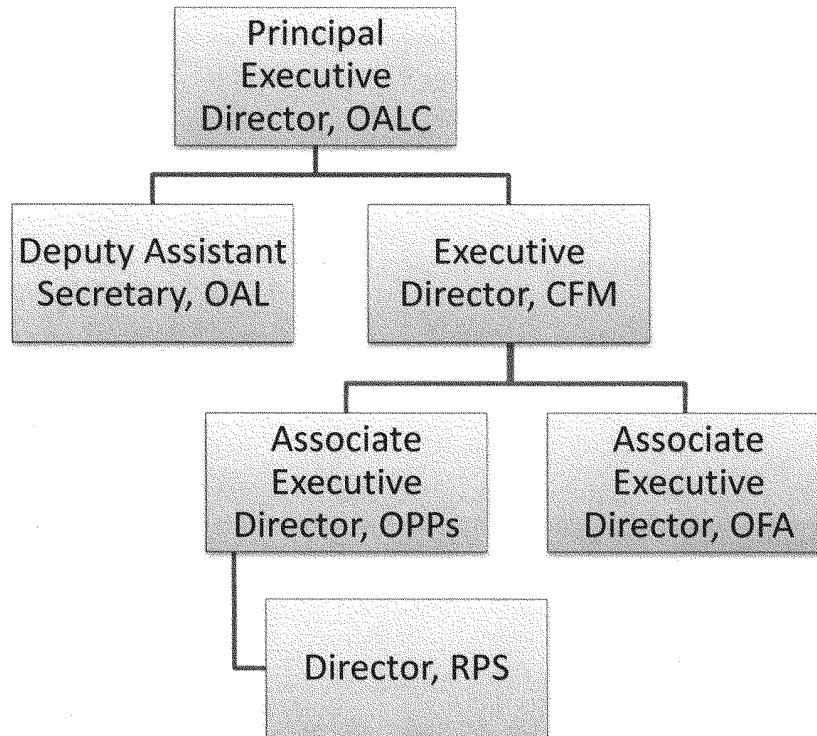 Principal
Executive
Director, OALC
Deputy Assistant
Secretary, OAL
Executive
Director, CFM
Associate
Executive
Director, OPPs
Associate
Executive
Director, OFA
Director, RPS